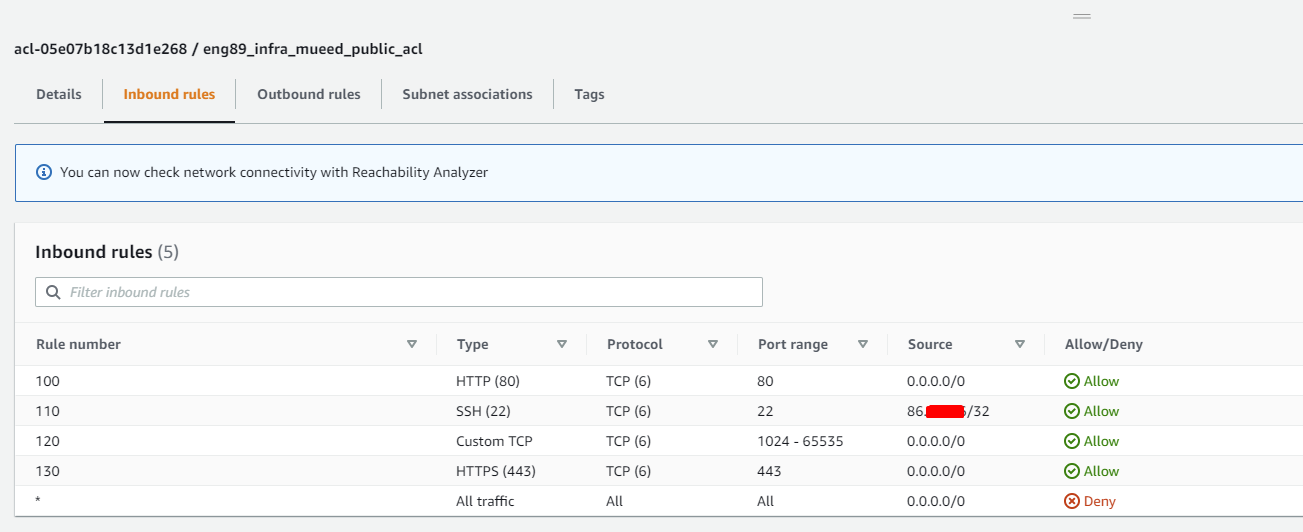 acl-05e07b18c13d1e268 / eng89_infra_mueed_public_acl
Details Inbound rules Outbound rules Subnet associations Tags
You can now check network connectivity with Reachability Analyzer
Inbound rules (5)
Filter inbound rules
Rule number Type Protocol Port range Source Allow/Deny
100 HTTP (80) TCP (6) 80 0.0.0.0/0 Allow
110 SSH (22) TCP (6) 22 86. /32 Allow
120 Custom TCP TCP (6) 1024 - 65535 0.0.0.0/0 Allow
130 HTTPS (443) TCP (6) 443 0.0.0.0/0 Allow
* All traffic All All 0.0.0.0/0 Deny